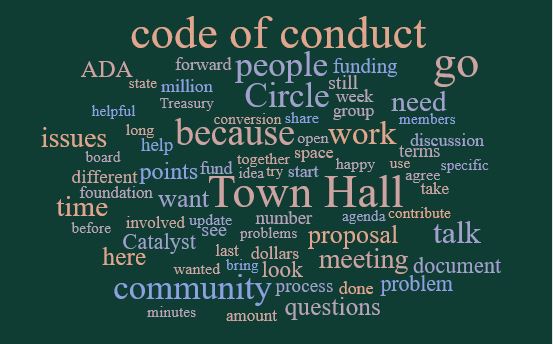 code of conduct
ADA forward people funding go
state million Circle still
helpful Treasury week need
conversion share group members
issues long because open work discussion
board help together space terms
different points fund idea try start happy use agree specific
foundation want Town Hall take
time before involved update see number agenda contribute
Catalyst problems proposal talk
here last dollars meeting
wanted bring look document
community process done problem
minutes amount questions